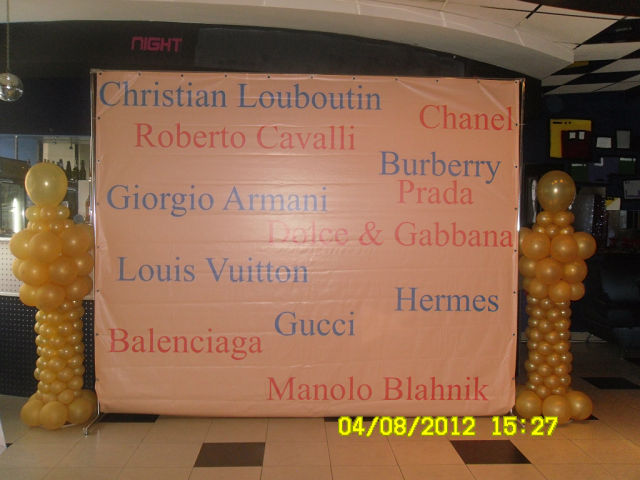 NIGHT
Christian Louboutin
Chanel
Roberto Cavalli
Burberry
Giorgio Armani
Prada
Dolce & Gabbana
Louis Vuitton
Hermes
Gucci
Balenciaga
Manolo Blahnik
04/08/2012 15:27